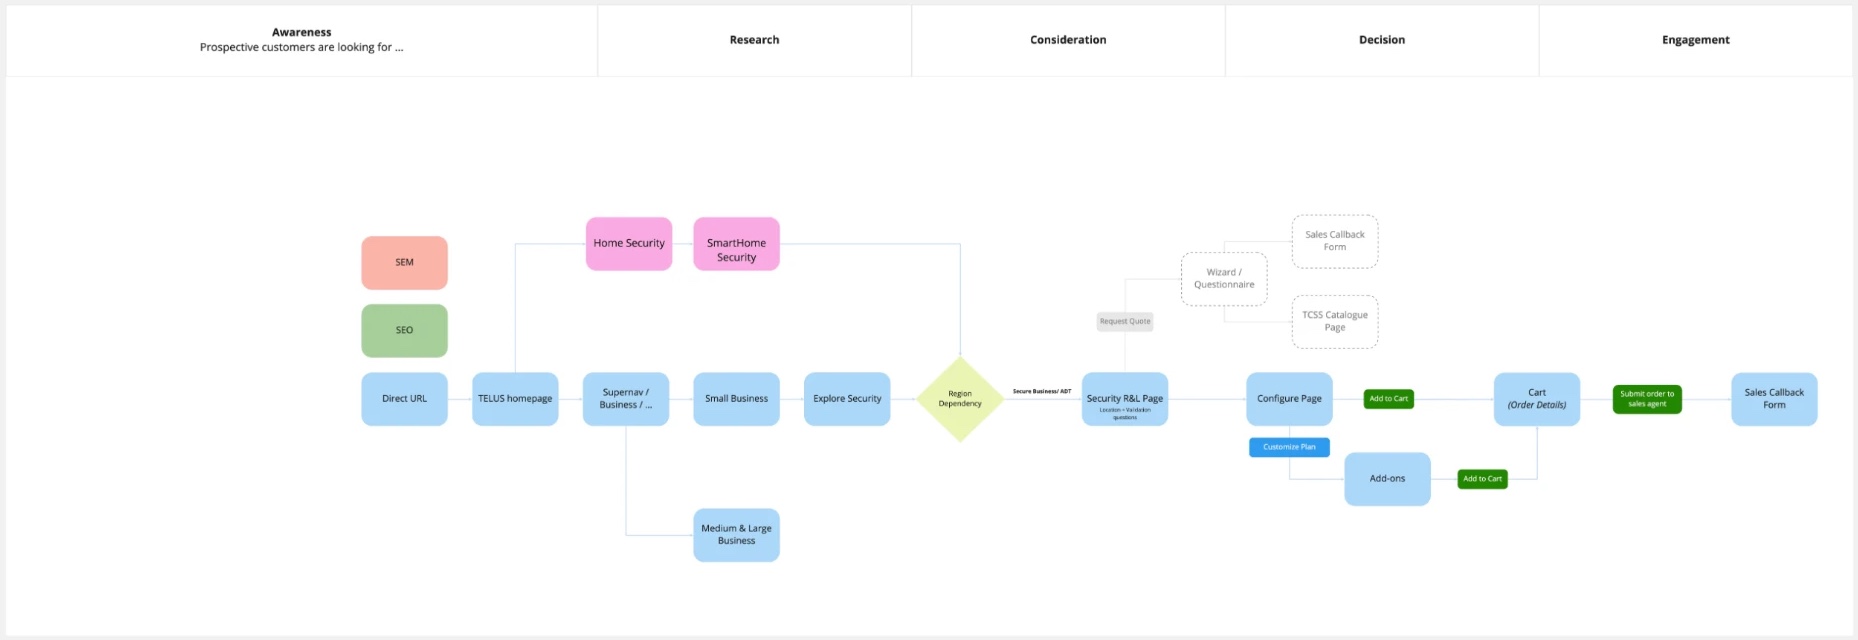 Awareness
Prospective customers are looking for ...
Research
Consideration
Decision
Engagement
Home Security
SmartHome
Security
SEM
SEO
Sales Callback
Form
Wizard /
Questionnaire
TCSS Catalogue
Page
Request Quote
Direct URL
TELUS homepage
Supernav /
Business / ...
Small Business
Explore Security
Region
Dependency
Secure Business/ ADT
Security R&L Page
Location + Validation
questions
Configure Page
Add to Cart
Cart
(Order Details)
Submit order to
sales agent
Sales Callback
Form
Customize Plan
Add-ons
Add to Cart
Medium & Large
Business